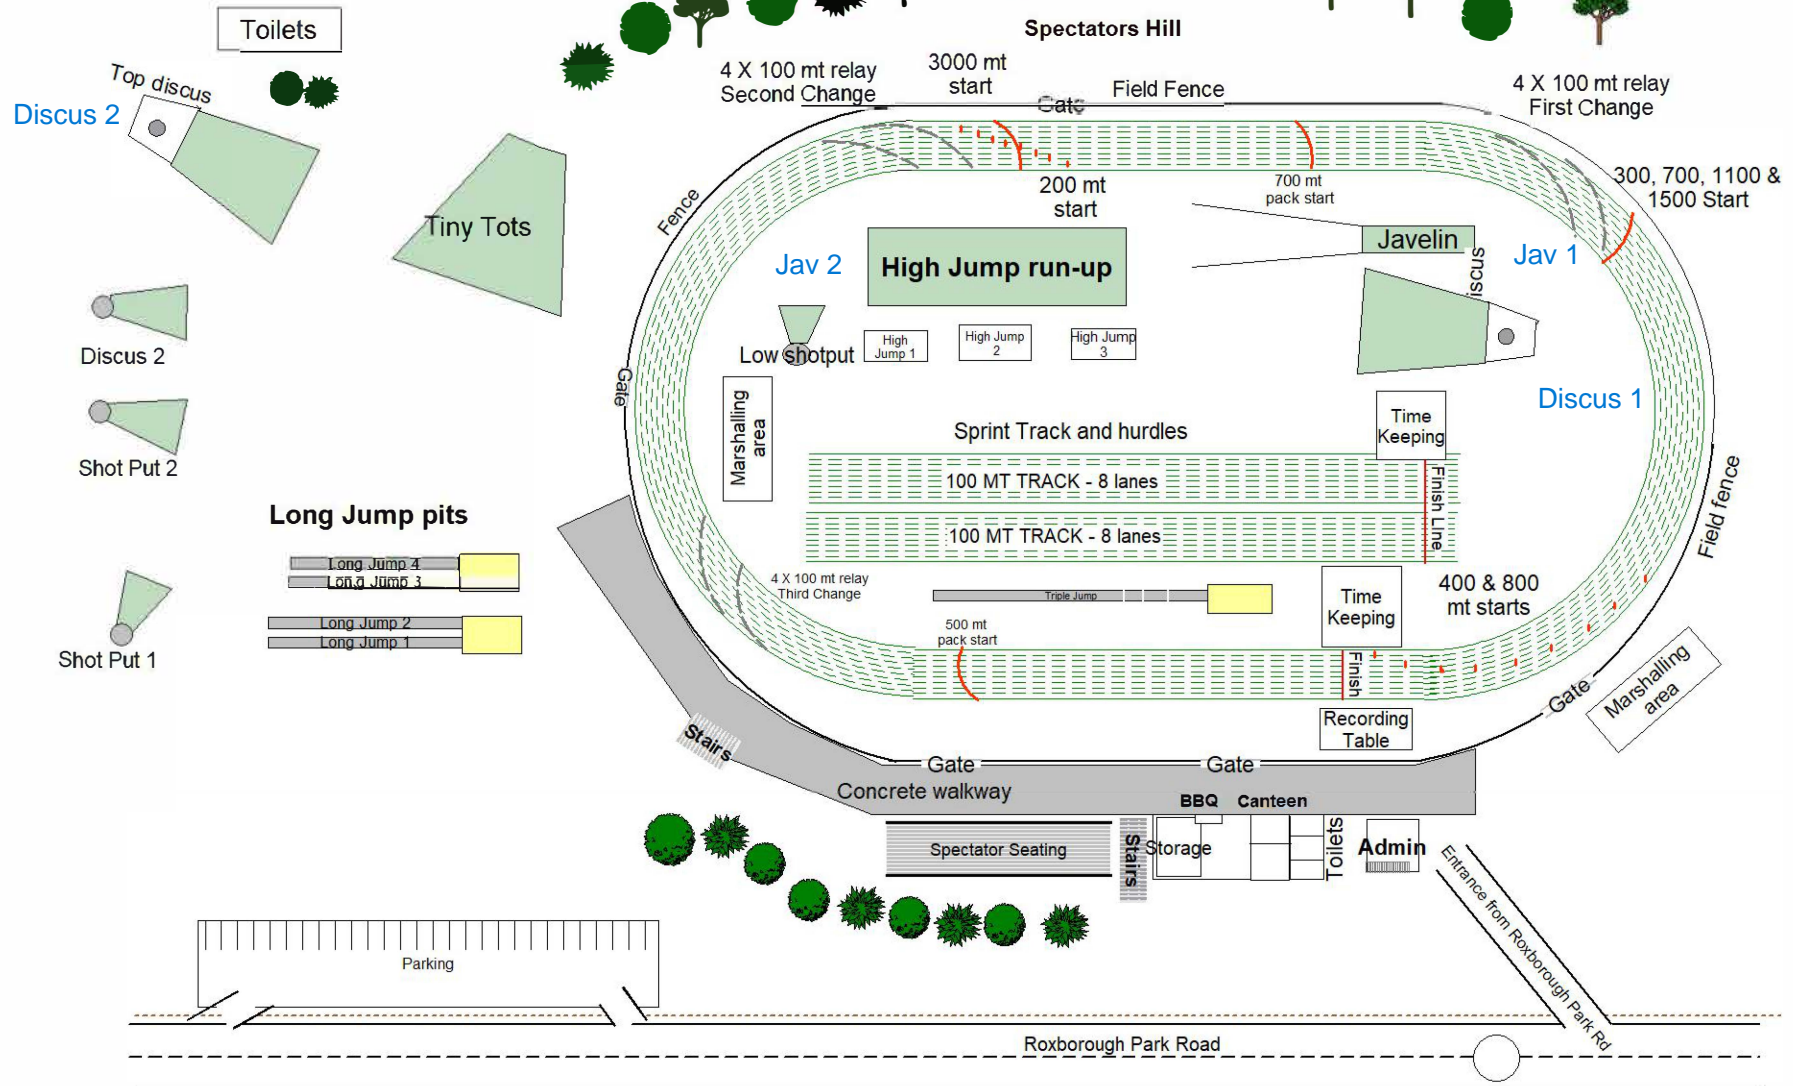 Toilets
Spectators Hill
Top discus
Discus 2
4 X 100 mt relay
Second Change
3000 mt
start
Gate
Field Fence
4 X 100 mt relay
First Change
300, 700, 1100 &
1500 Start
200 mt
start
700 mt
pack start
Fence
Tiny Tots
Jav 2
High Jump run-up
Javelin
Jav 1
iscus
Discus 2
Low shotput
High
Jump 1
High Jump
2
High Jump
3
Gate
Discus 1
Marshalling
area
Time
Keeping
Sprint Track and hurdles
Shot Put 2
100 MT TRACK - 8 lanes
Finish LIne
100 MT TRACK - 8 lanes
Field fence
Long Jump pits
Long Jump 4
Long Jump 3
Long Jump 2
Long Jump 1
4 X 100 mt relay
Third Change
Triple Jump
Time
Keeping
400 & 800
mt starts
500 mt
pack start
Shot Put 1
Finish
Marshalling
area
Gate
Recording
Table
Stairs
Gate
Gate
Concrete walkway
BBQ
Canteen
Spectator Seating
Stairs
Storage
Toilets
Admin
Entrance from Roxborough Park Rd
Parking
Roxborough Park Road